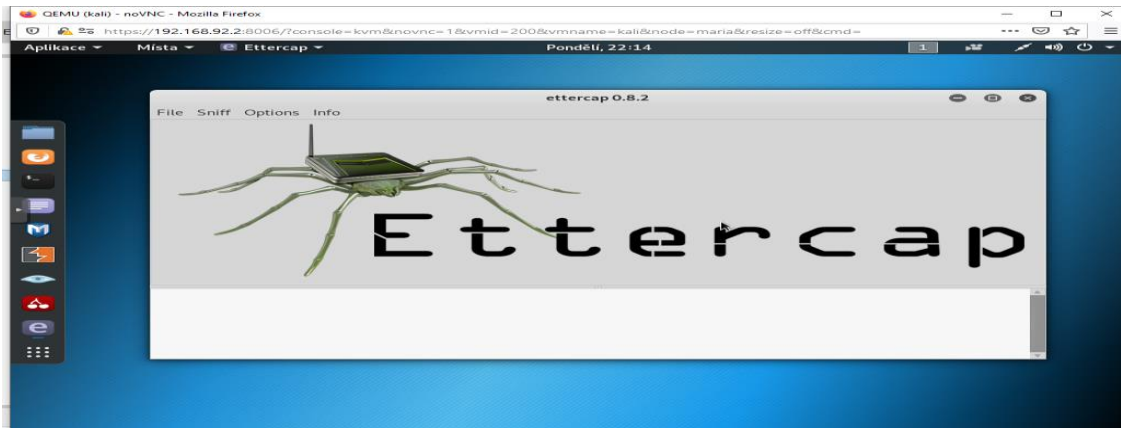 QEMU (kali) - noVNC - Mozilla Firefox
https://192.168.92.2:8006/?console=kvm&novnc=1&vmid=200&vmname=kali&node=maria&resize=off&cmd=
Aplikace Místa Ettercap Pondělí, 22:14 1
ettercap 0.8.2
File Sniff Options Info
Ettercap